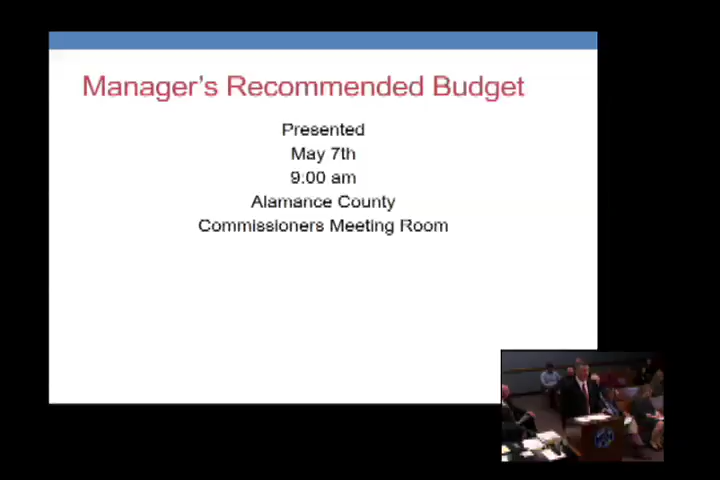 Manager's Recommended Budget
Presented
May 7th
9.00 am
Alamance County
Commissioners Meeting Room